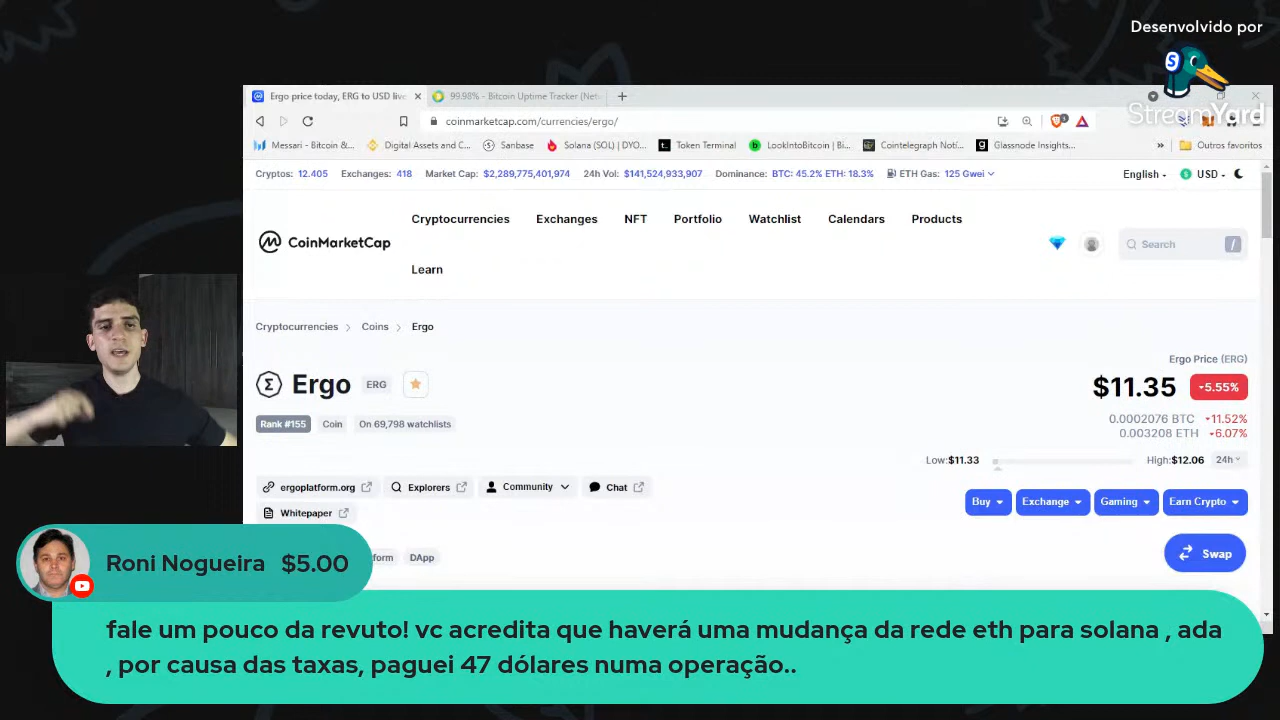 Desenvolvido por
StreamYard
Ergo price today, ERG to USD live
99.98% - Bitcoin Uptime Tracker (Net
coinmarketcap.com/currencies/ergo/
Messari - Bitcoin &...
Digital Assets and C...
Sanbase
Solana (SOL) | DYO...
Token Terminal
LookIntoBitcoin | Bi...
Cointelegraph Noti...
Glassnode Insights...
Outros favoritos
Cryptos: 12.405
Exchanges: 418
Market Cap: $2,289,775,401,974
24h Vol: $141,524,933,907
Dominance: BTC: 45.2% ETH: 18.3%
ETH Gas: 125 Gwei
English
USD
Cryptocurrencies
Exchanges
NFT
Portfolio
Watchlist
Calendars
Products
CoinMarketCap
Search /
Learn
Cryptocurrencies
Coins
Ergo
Ergo Price (ERG)
Ergo ERG
$11.35
5.55%
0.0002076 BTC 11.52%
0.003208 ETH 6.07%
Rank #155
Coin
On 69,798 watchlists
Low: $11.33
High: $12.06
24h
ergoplatform.org
Explorers
Community
Chat
Buy
Exchange
Gaming
Earn Crypto
Whitepaper
DApp
Swap
Roni Nogueira $5.00
fale um pouco da revuto! vc acredita que haverá uma mudança da rede eth para solana , ada
, por causa das taxas, paguei 47 dólares numa operação..